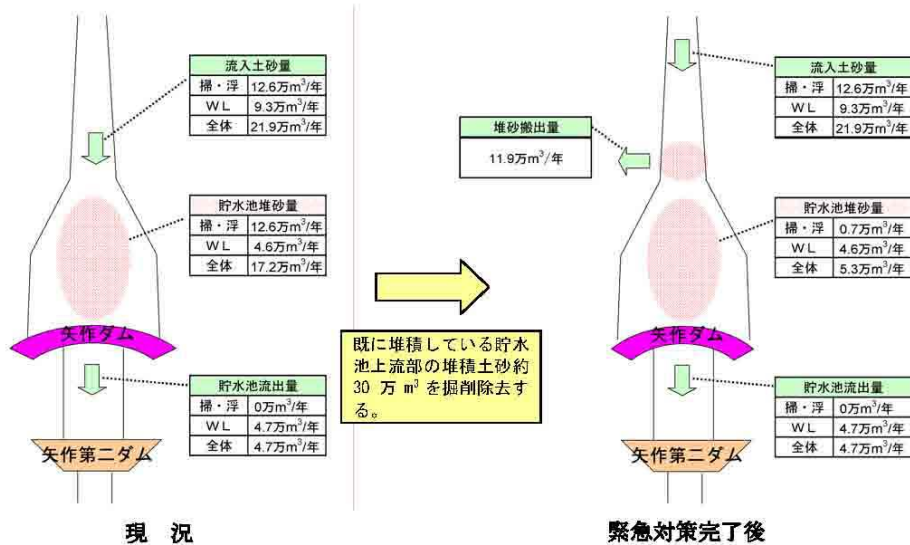 流入土砂量
掃・浮 12.6万m³/年
WL 9.3万m³/年
全体 21.9万m³/年
貯水池堆砂量
掃・浮 12.6万m³/年
WL 4.6万m³/年
全体 17.2万m³/年
矢作ダム
貯水池流出量
掃・浮 0万m³/年
WL 4.7万m³/年
全体 4.7万m³/年
矢作第二ダム
現 況
既に堆積している貯水
池上流部の堆積土砂約
30 万 m³ を掘削除去す
る。
流入土砂量
掃・浮 12.6万m³/年
WL 9.3万m³/年
全体 21.9万m³/年
堆砂搬出量
11.9万m³/年
貯水池堆砂量
掃・浮 0.7万m³/年
WL 4.6万m³/年
全体 5.3万m³/年
矢作ダム
貯水池流出量
掃・浮 0万m³/年
WL 4.7万m³/年
全体 4.7万m³/年
矢作第二ダム
緊急対策完了後